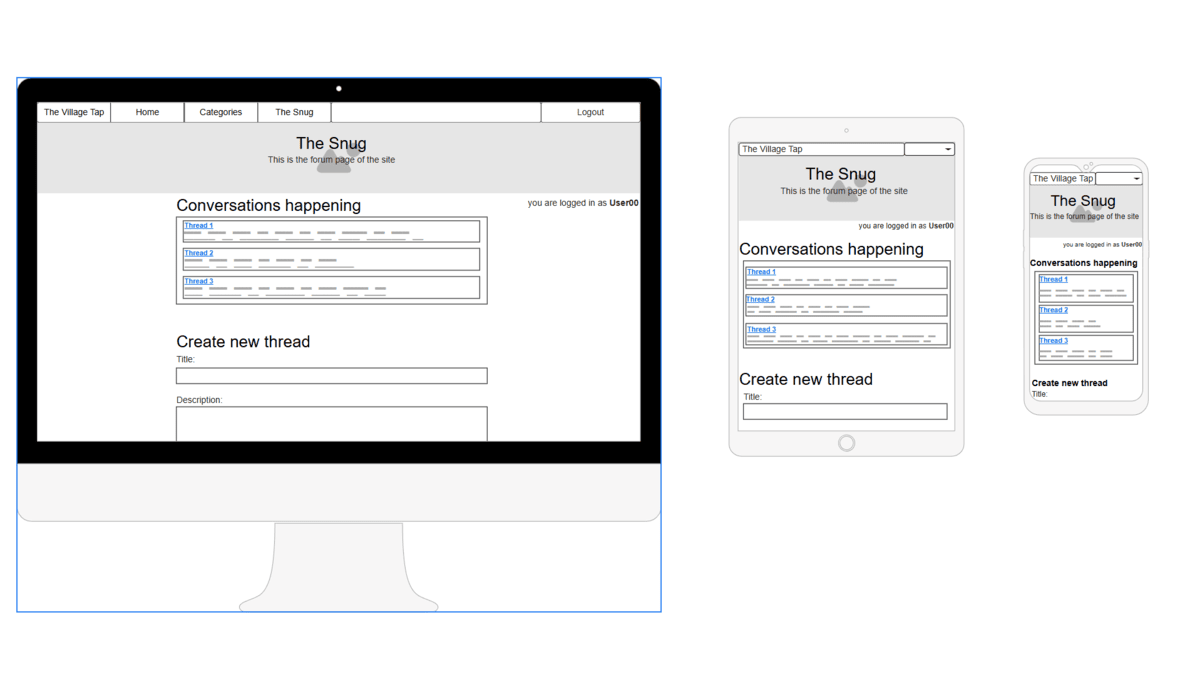 The Village Tap Home Categories The Snug Logout
The Snug
This is the forum page of the site
you are logged in as User00
Conversations happening
Thread 1
Thread 2
Thread 3
Create new thread
Title:
Description:
The Village Tap
The Snug
This is the forum page of the site
you are logged in as User00
Conversations happening
Thread 1
Thread 2
Thread 3
Create new thread
Title:
The Village Tap
The Snug
This is the forum page of the site
you are logged in as User00
Conversations happening
Thread 1
Thread 2
Thread 3
Create new thread
Title: